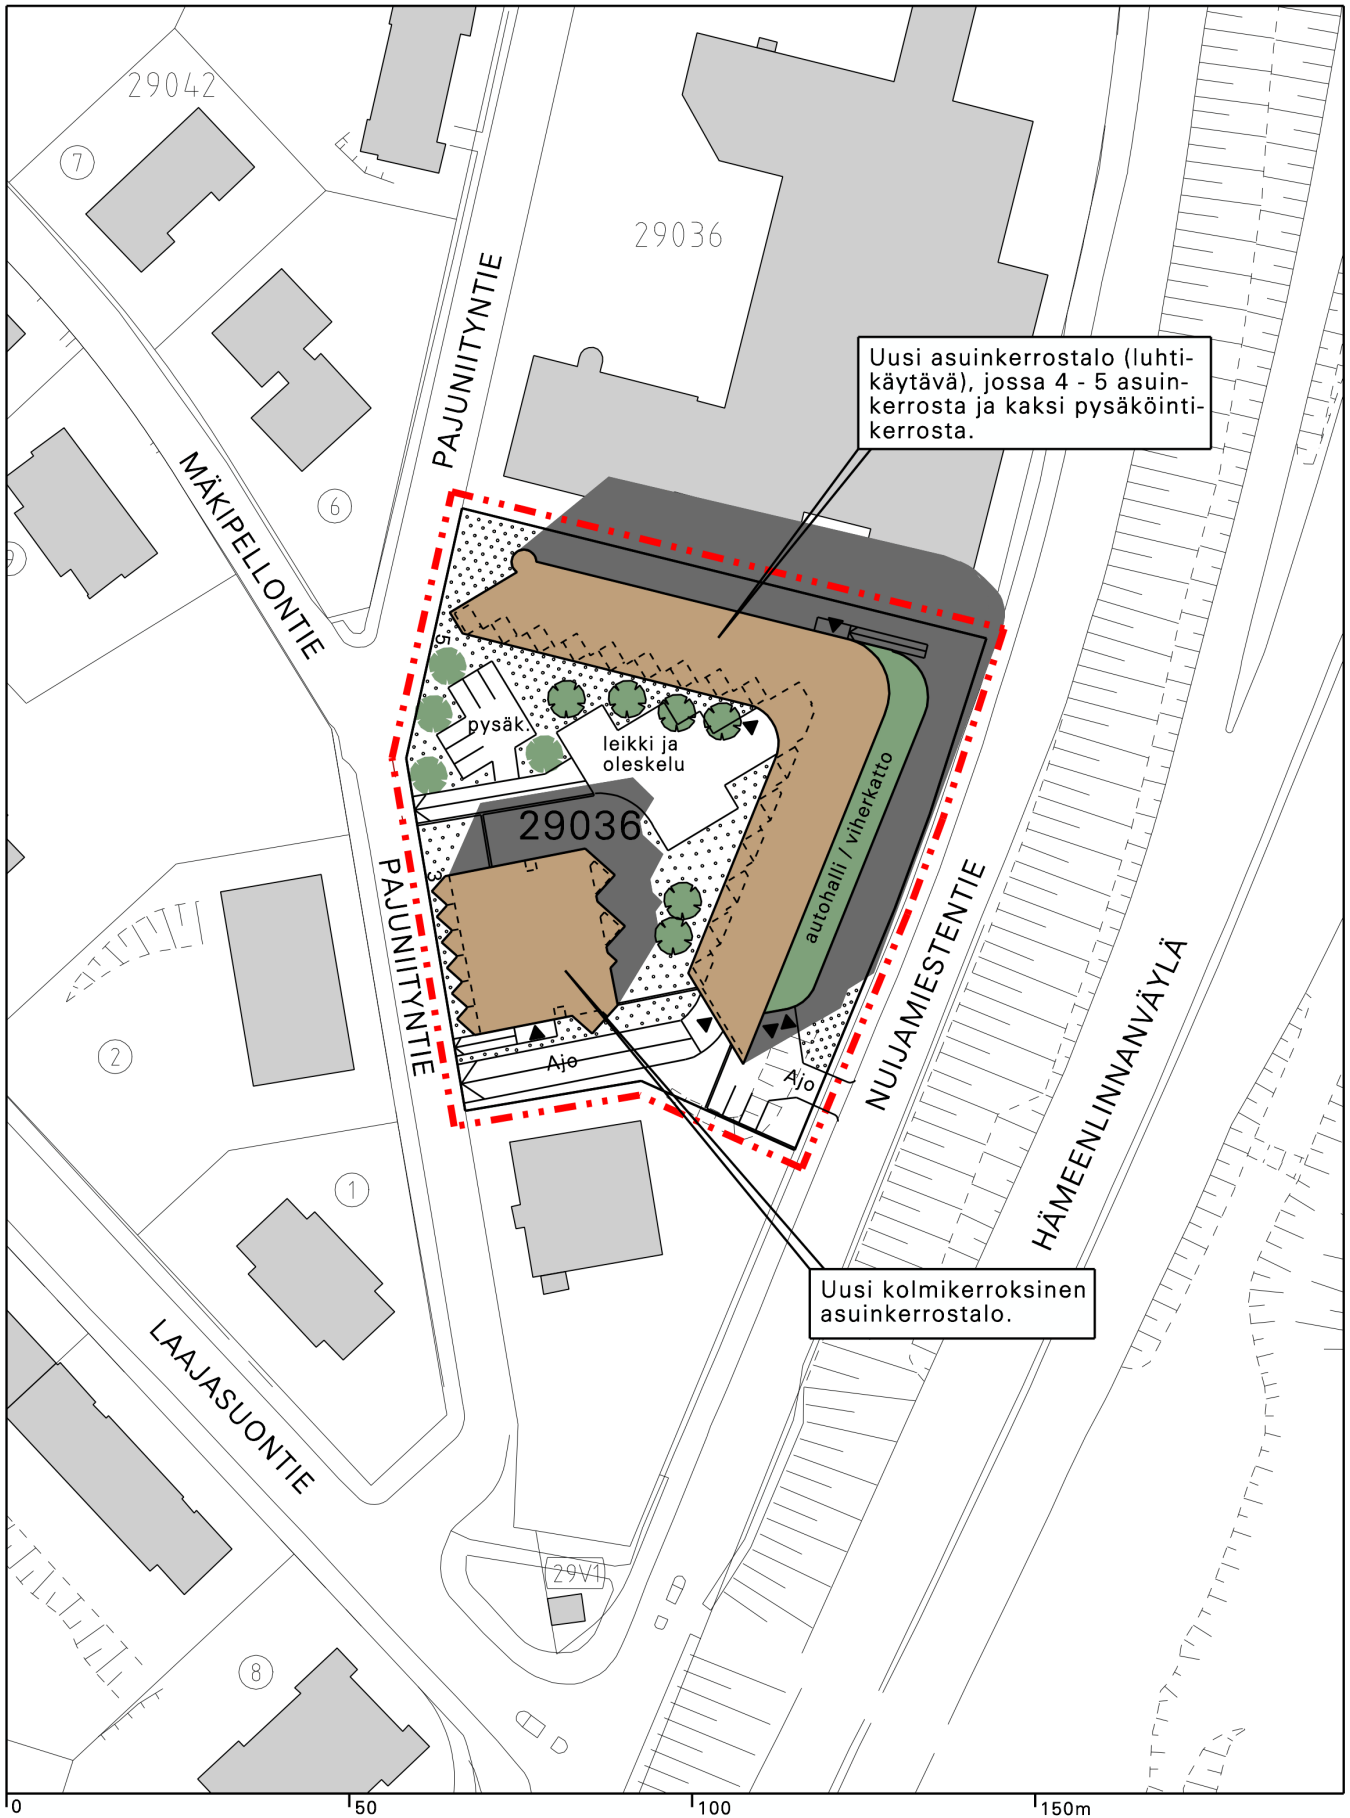 29042
7
29036
PAJUNIITYNTIE
Uusi asuinkerrostalo (luhti-
käytävä), jossa 4 - 5 asuin-
kerrosta ja kaksi pysäköinti-
kerrosta.
MÄKIPELLONTIE
6
9
5
pysäk.
leikki ja
oleskelu
29036
autohalli / viherkatto
3
PAJUNIITYNTIE
NUIJAMIESTENTIE
HÄMEENLINNANVÄYLÄ
2
Ajo
Ajo
1
Uusi kolmikerroksinen
asuinkerrostalo.
LAAJASUONTIE
29V1
8
0
50
100
150m